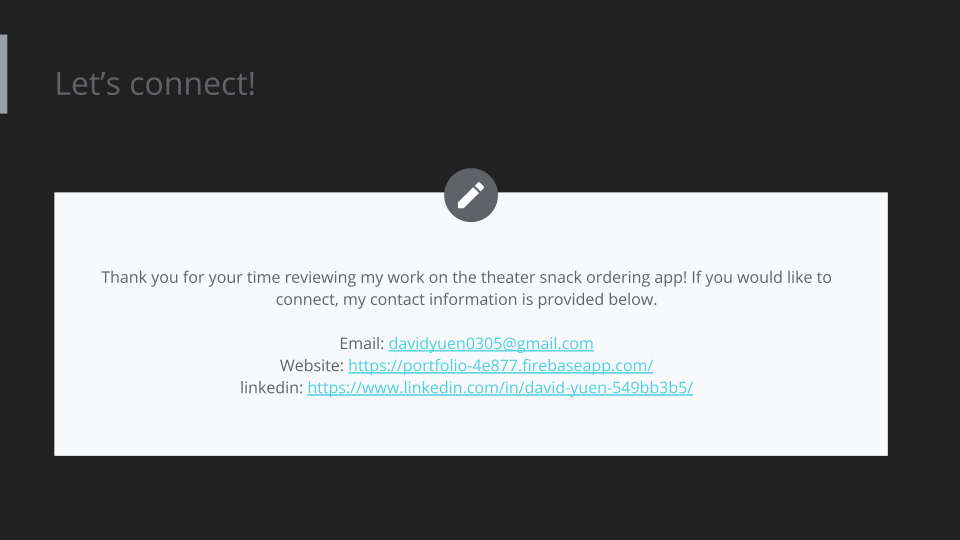 Let’s connect!
Thank you for your time reviewing my work on the theater snack ordering app! If you would like to
connect, my contact information is provided below.
Email: davidyuen0305@gmail.com
Website: https://portfolio-4e877.firebaseapp.com/
linkedin: https://www.linkedin.com/in/david-yuen-549bb3b5/